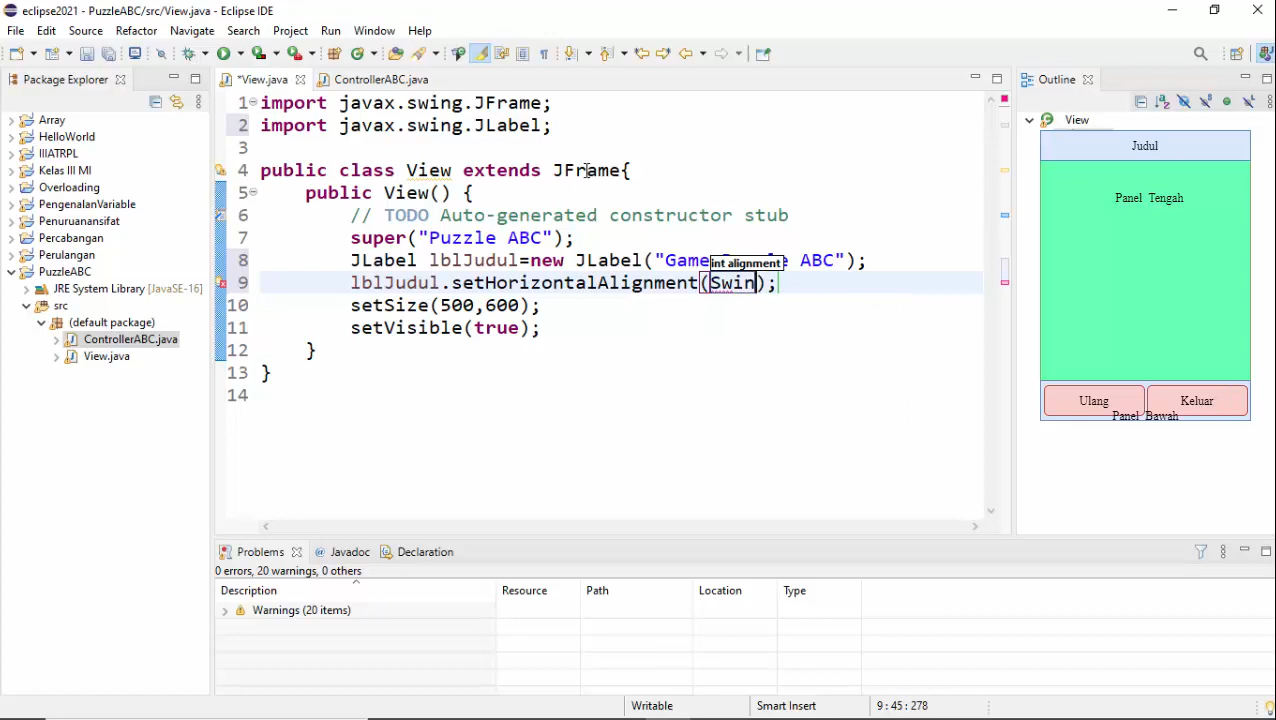 eclipse2021 - PuzzleABC/src/View.java - Eclipse IDE
File Edit Source Refactor Navigate Search Project Run Window Help
Package Explorer
*View.java
ControllerABC.java
Outline
Array
HelloWorld
IIIATRPL
Kelas III MI
Overloading
PengenalanVariable
Penuruanansifat
Percabangan
Perulangan
PuzzleABC
JRE System Library [JavaSE-16]
src
(default package)
ControllerABC.java
View.java
1 import javax.swing.JFrame;
2 import javax.swing.JLabel;
3
4 public class View extends JFrame{
5 public View() {
6 // TODO Auto-generated constructor stub
7 super("Puzzle ABC");
8 JLabel lblJudul=new JLabel("Game ABC");
int alignment
9 lblJudul.setHorizontalAlignment(Swin);
10 setSize(500,600);
11 setVisible(true);
12 }
13 }
14
View
Judul
Panel Tengah
Ulang
Keluar
Panel Bawah
Problems Javadoc Declaration
0 errors, 20 warnings, 0 others
Description Resource Path Location Type
Warnings (20 items)
Writable Smart Insert 9 : 45 : 278